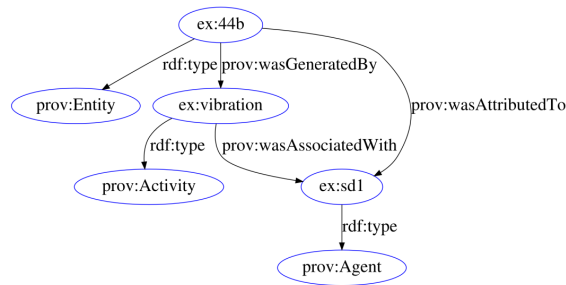 ex:44b
rdf:type prov:wasGeneratedBy
prov:Entity ex:vibration prov:wasAttributedTo
rdf:type prov:wasAssociatedWith
prov:Activity ex:sd1
rdf:type
prov:Agent